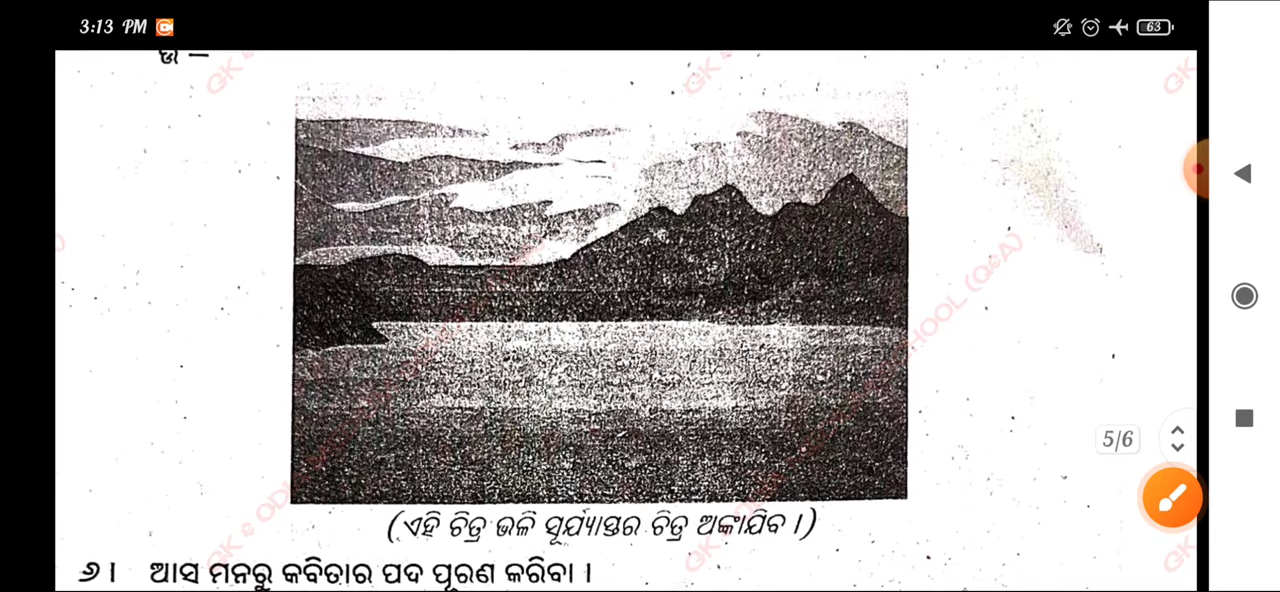 3:13 PM
63
ଉ –
5/6
(ଏହି ଚିତ୍ର ଭଳି ସୂର୍ଯ୍ୟାସ୍ତର ଚିତ୍ର ଅଙ୍କାଯିବ ।)
୬। ଆସ ମନରୁ କବିତାର ପଦ ପୂରଣ କରିବା ।